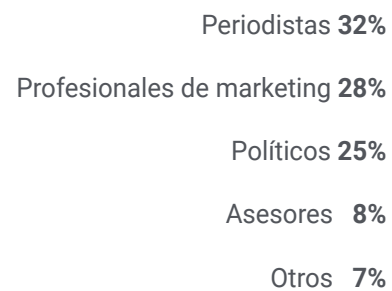 Periodistas 32%
Profesionales de marketing 28%
Políticos 25%
Asesores 8%
Otros 7%